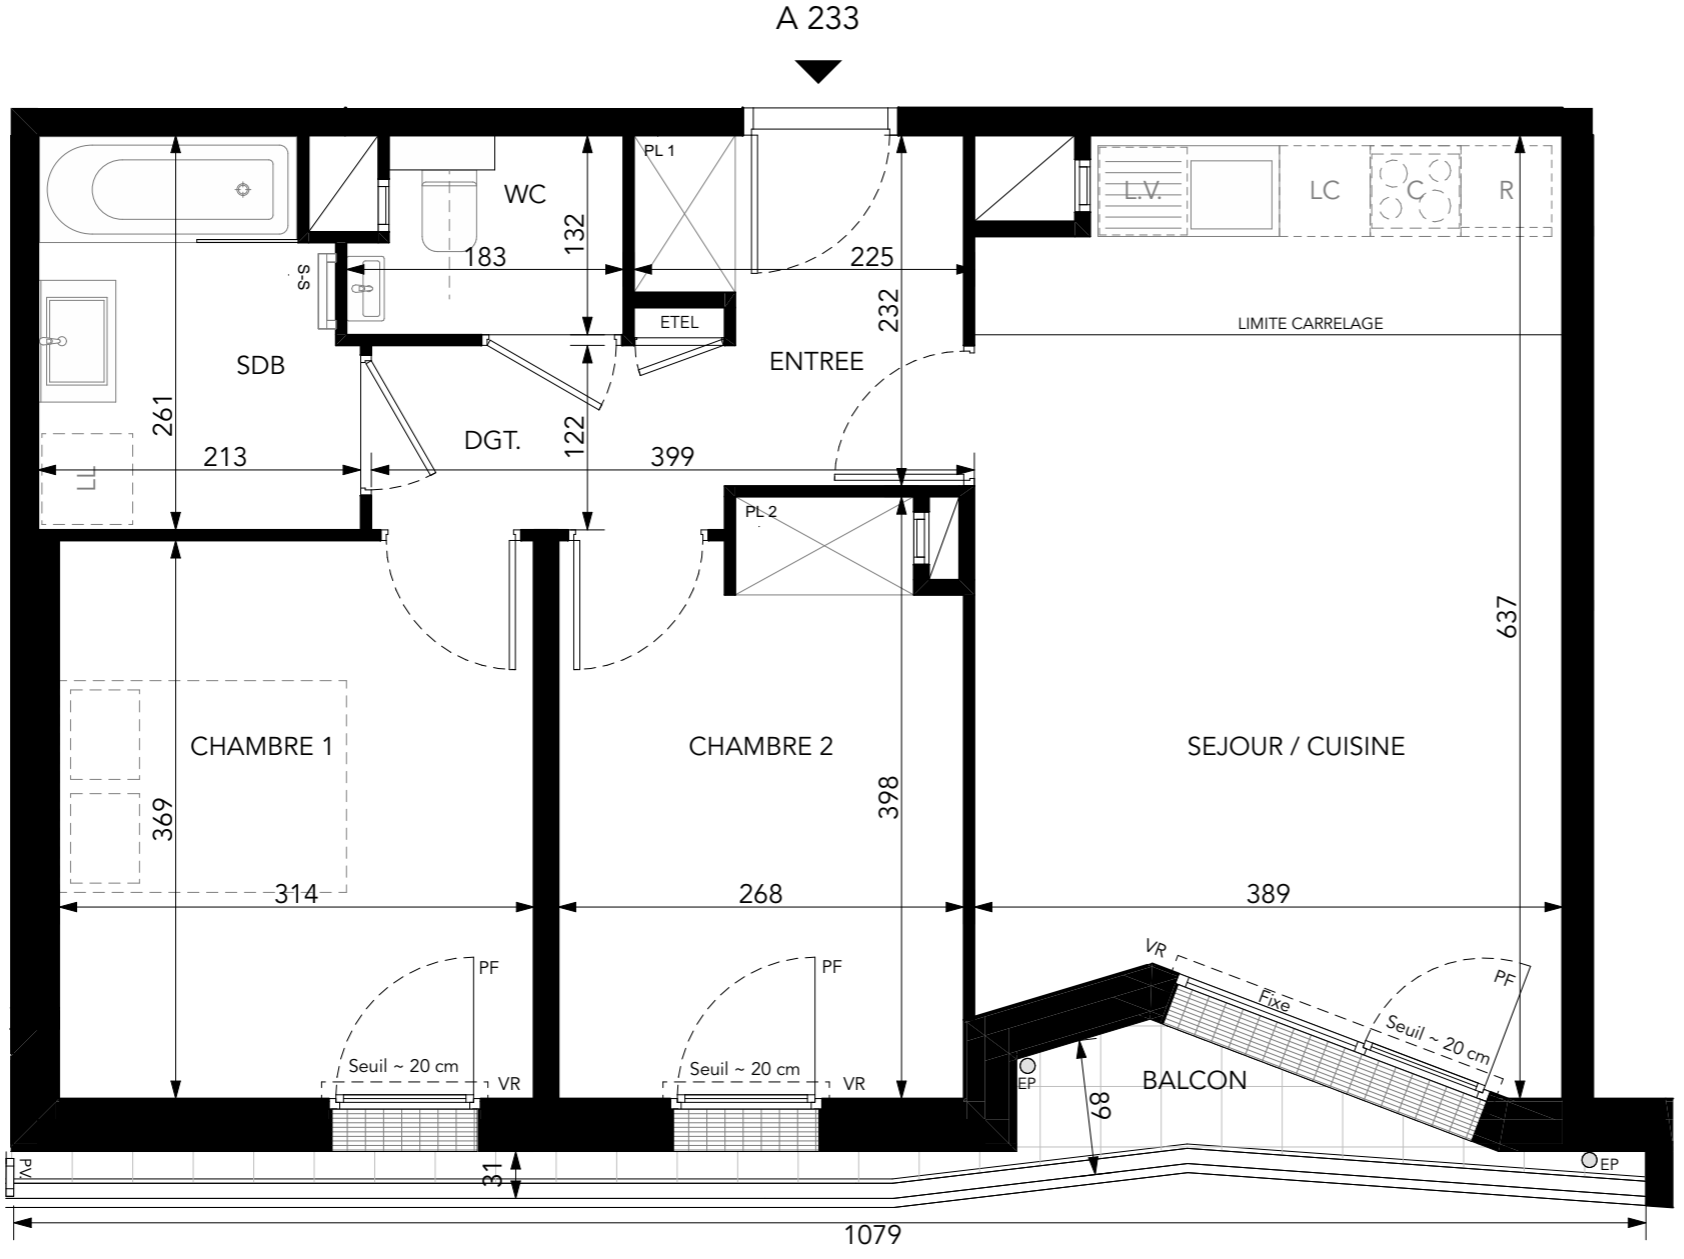 A 233
PL 1
WC
L.V.
LC
C
R
132
183
225
S-S
232
ETEL
LIMITE CARRELAGE
SDB
ENTREE
261
DGT.
122
213
399
LL
PL 2
637
CHAMBRE 1
CHAMBRE 2
SEJOUR / CUISINE
369
398
314
268
389
VR
PF
PF
PF
Fixe
Seuil ~ 20 cm
Seuil ~ 20 cm
Seuil ~ 20 cm
VR
VR
EP
BALCON
89
PV
31
EP
1079